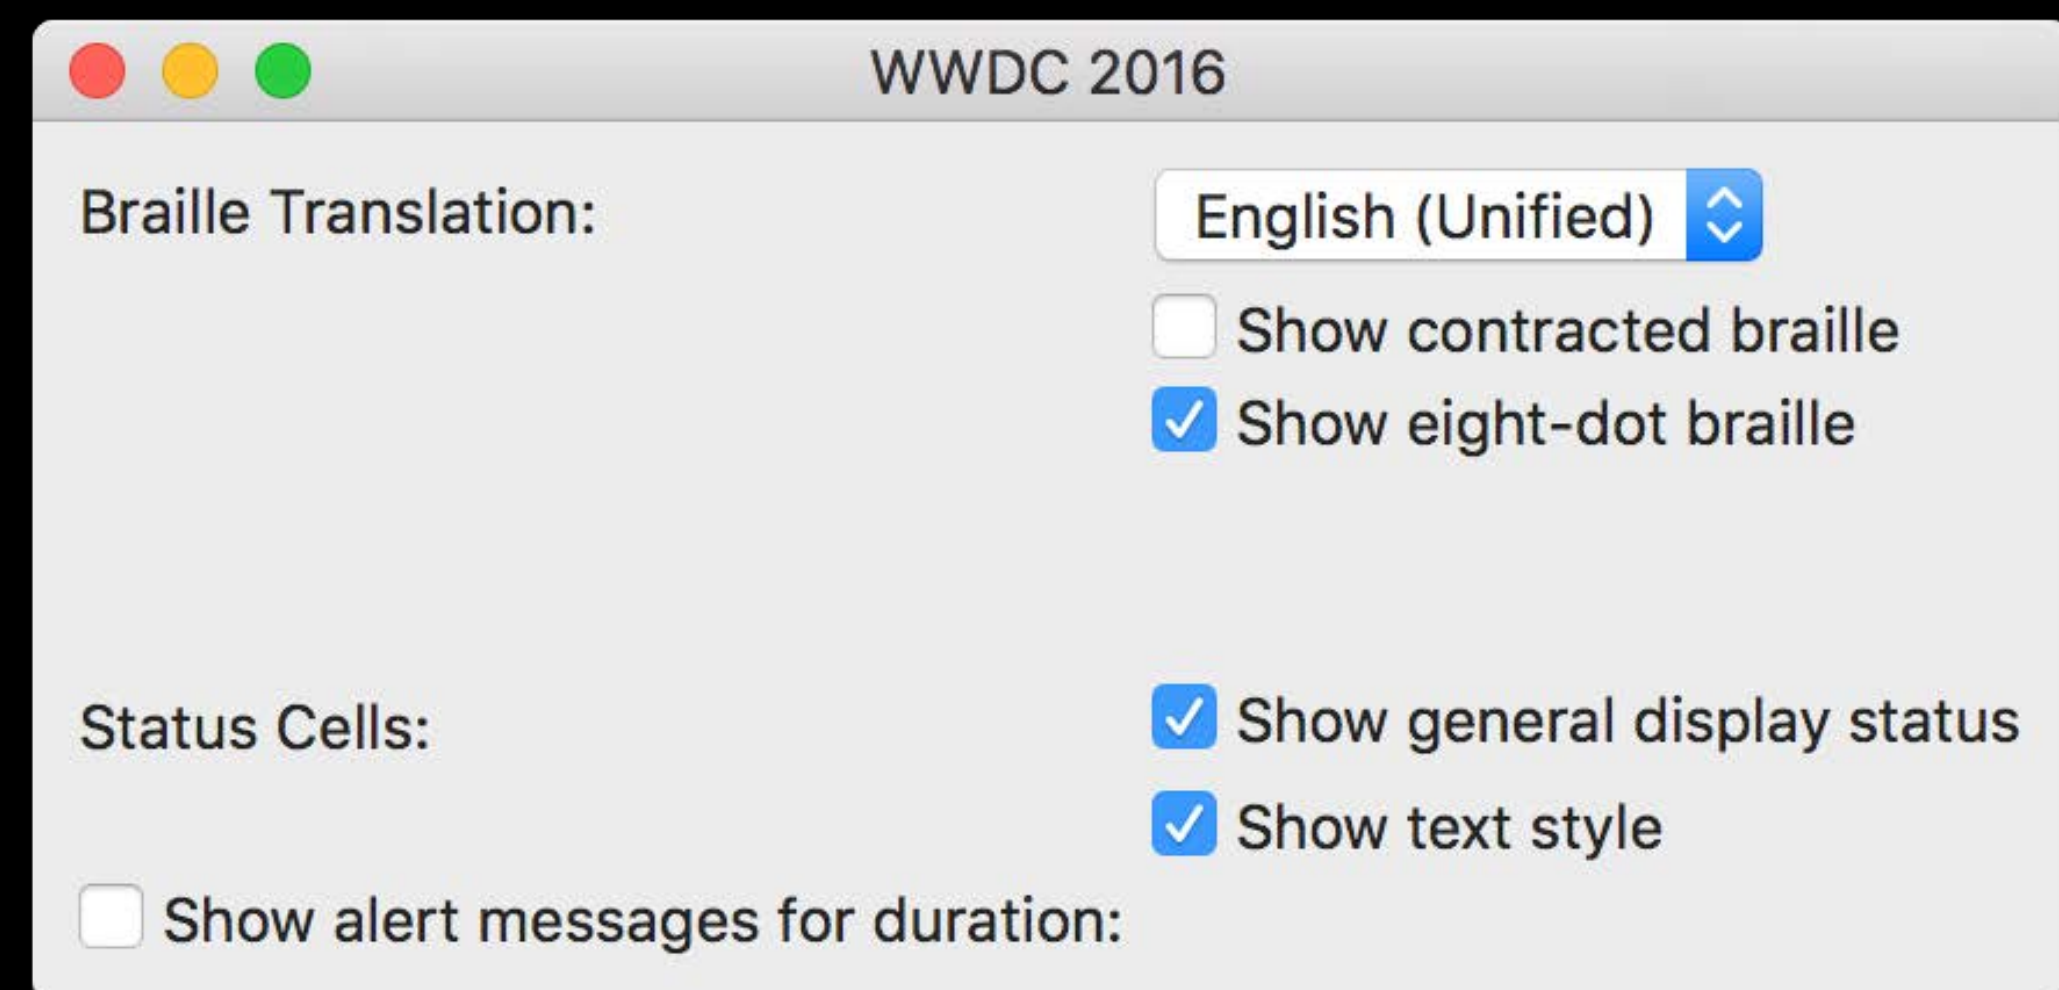 WWDC 2016
Braille Translation: English (Unified)
Show contracted braille
Show eight-dot braille
Status Cells: Show general display status
Show text style
Show alert messages for duration: